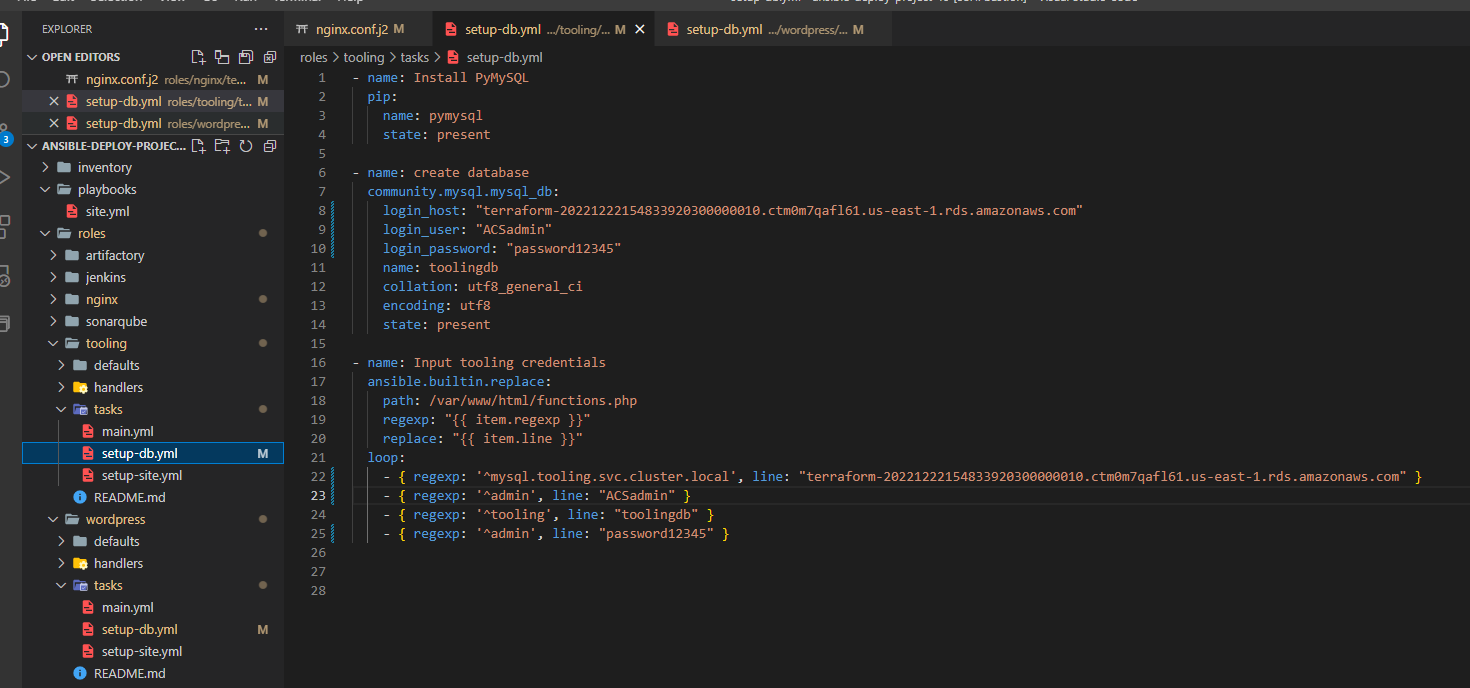 EXPLORER
OPEN EDITORS
nginx.conf.j2 roles/nginx/te... M
setup-db.yml roles/tooling/t... M
setup-db.yml roles/wordpre... M
3
ANSIBLE-DEPLOY-PROJEC...
inventory
playbooks
site.yml
roles
artifactory
jenkins
nginx
sonarqube
tooling
defaults
handlers
tasks
main.yml
setup-db.yml M
setup-site.yml
README.md
wordpress
defaults
handlers
tasks
main.yml
setup-db.yml M
setup-site.yml
README.md
nginx.conf.j2 M
setup-db.yml .../tooling/... M
setup-db.yml .../wordpress/... M
roles > tooling > tasks > setup-db.yml
1 - name: Install PyMySQL
2 pip:
3 name: pymysql
4 state: present
5
6 - name: create database
7 community.mysql.mysql_db:
8 login_host: "terraform-20221222154833920300000010.ctm0m7qafl61.us-east-1.rds.amazonaws.com"
9 login_user: "ACSadmin"
10 login_password: "password12345"
11 name: toolingdb
12 collation: utf8_general_ci
13 encoding: utf8
14 state: present
15
16 - name: Input tooling credentials
17 ansible.builtin.replace:
18 path: /var/www/html/functions.php
19 regexp: "{{ item.regexp }}"
20 replace: "{{ item.line }}"
21 loop:
22 - { regexp: '^mysql.tooling.svc.cluster.local', line: "terraform-20221222154833920300000010.ctm0m7qafl61.us-east-1.rds.amazonaws.com" }
23 - { regexp: '^admin', line: "ACSadmin" }
24 - { regexp: '^tooling', line: "toolingdb" }
25 - { regexp: '^admin', line: "password12345" }
26
27
28